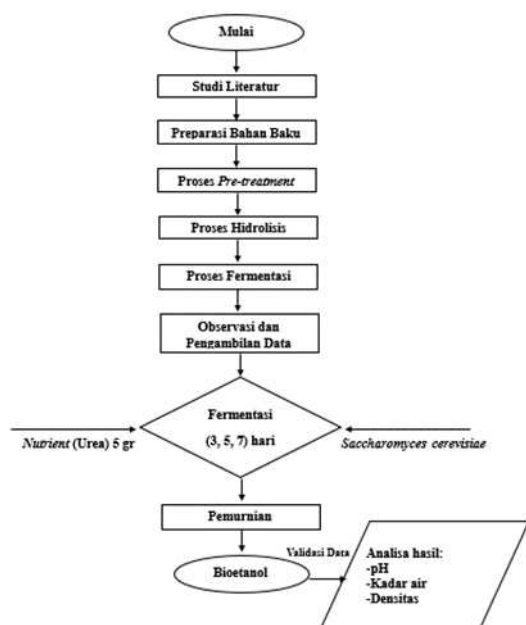 Mulai
Studi Literatur
Preparasi Bahan Baku
Proses Pre-treatment
Proses Hidrolisis
Proses Fermentasi
Observasi dan
Pengambilan Data
Fermentasi
(3, 5, 7) hari
Nutrient (Urea) 5 gr
Saccharomyces cerevisiae
Pemurnian
Bioetanol
Validasi Data
Analisa hasil:
-pH
-Kadar air
-Densitas